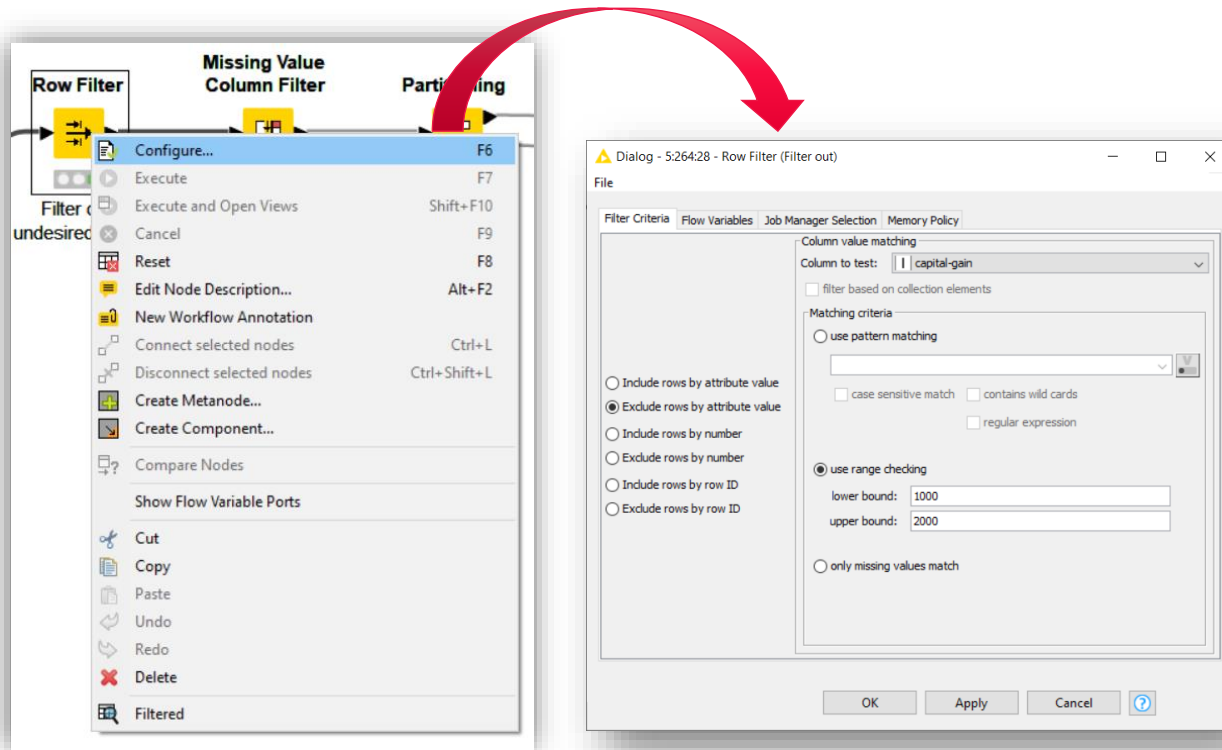 Missing Value
Row Filter Column Filter Parti ing
Configure... F6
Execute F7
Filter Execute and Open Views Shift+F10
undesired Cancel F9
Reset F8
Edit Node Description... Alt+F2
New Workflow Annotation
Connect selected nodes Ctrl+L
Disconnect selected nodes Ctrl+Shift+L
Create Metanode...
Create Component...
Compare Nodes
Show Flow Variable Ports
Cut
Copy
Paste
Undo
Redo
Delete
Filtered
Dialog - 5:264:28 - Row Filter (Filter out)
File
Filter Criteria Flow Variables Job Manager Selection Memory Policy
Include rows by attribute value
Exclude rows by attribute value
Include rows by number
Exclude rows by number
Include rows by row ID
Exclude rows by row ID
Column value matching
Column to test: I capital-gain
filter based on collection elements
Matching criteria
use pattern matching
case sensitive match contains wild cards
regular expression
use range checking
lower bound: 1000
upper bound: 2000
only missing values match
OK Apply Cancel ?